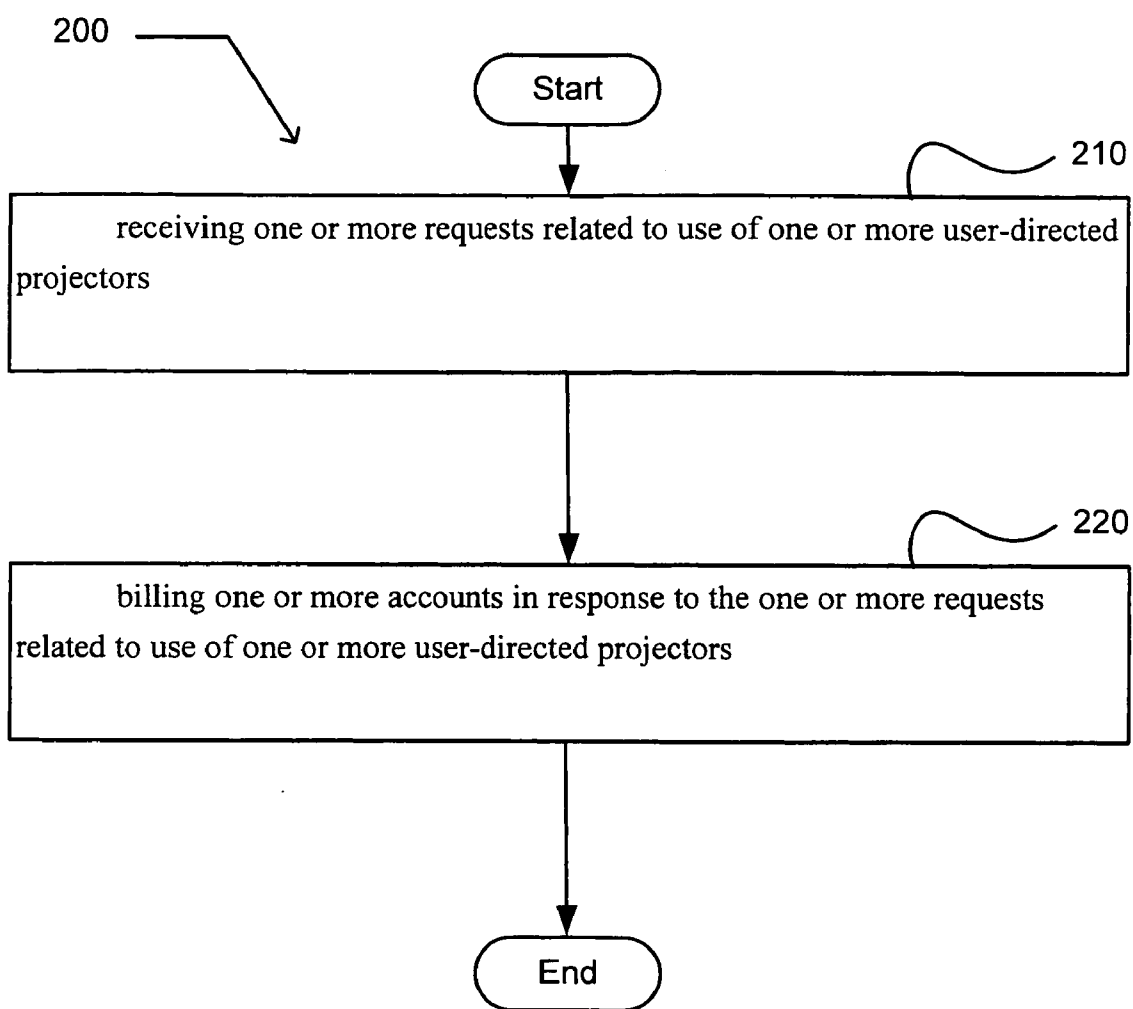 200
Start
210
receiving one or more requests related to use of one or more user-directed
projectors
220
billing one or more accounts in response to the one or more requests
related to use of one or more user-directed projectors
End